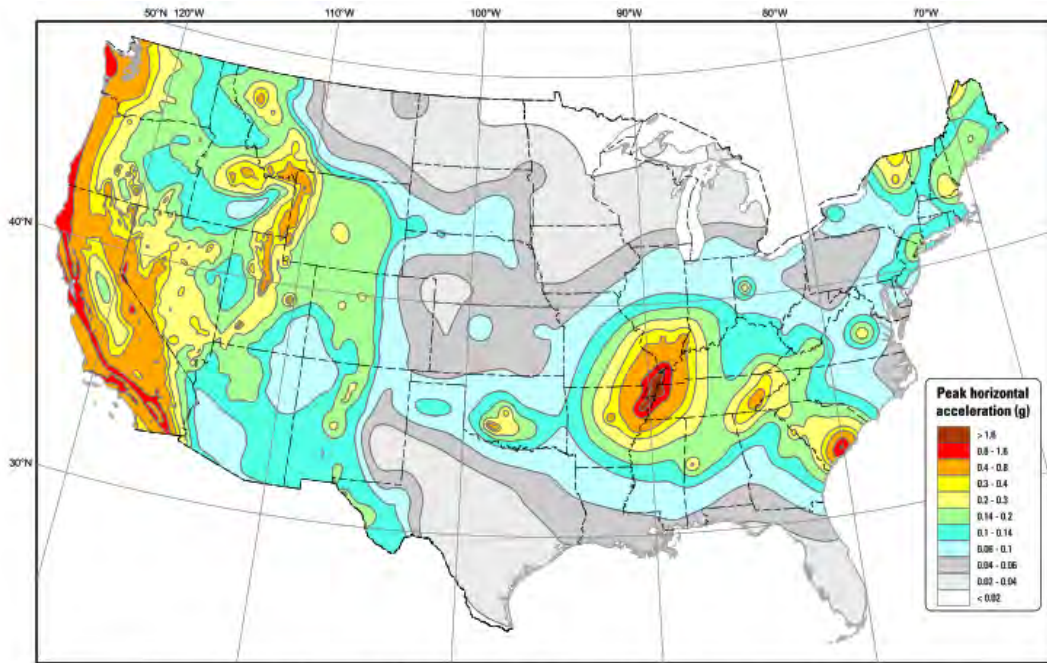 50°N 120°W 110°W 100°W 90°W 80°W 70°W
40°N 40°N
30°N 30°N
Peak horizontal
acceleration (g)
> 1.6
0.8 - 1.6
0.4 - 0.8
0.3 - 0.4
0.2 - 0.3
0.14 - 0.2
0.1 - 0.14
0.06 - 0.1
0.04 - 0.06
0.02 - 0.04
< 0.02